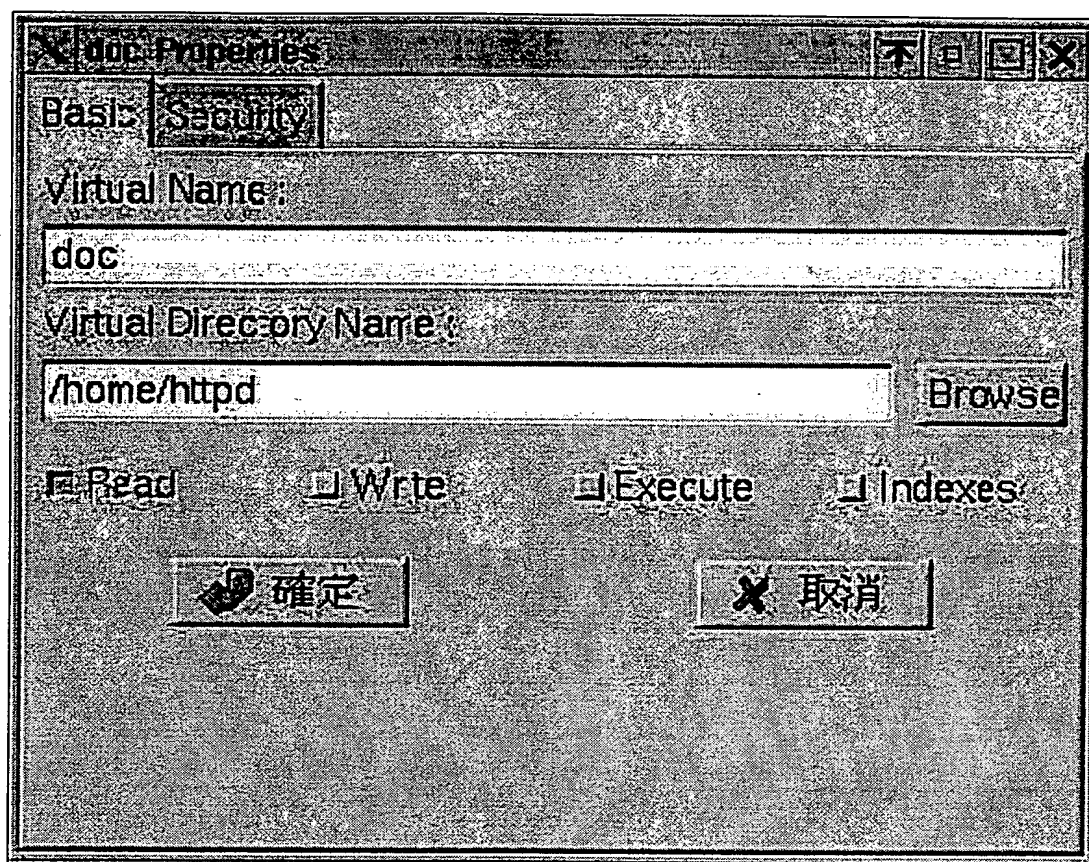 doc Properties
Basic Security
Virtual Name :
doc
Virtual Directory Name :
/home/httpd Browse
Read Write Execute Indexes
確定 取消